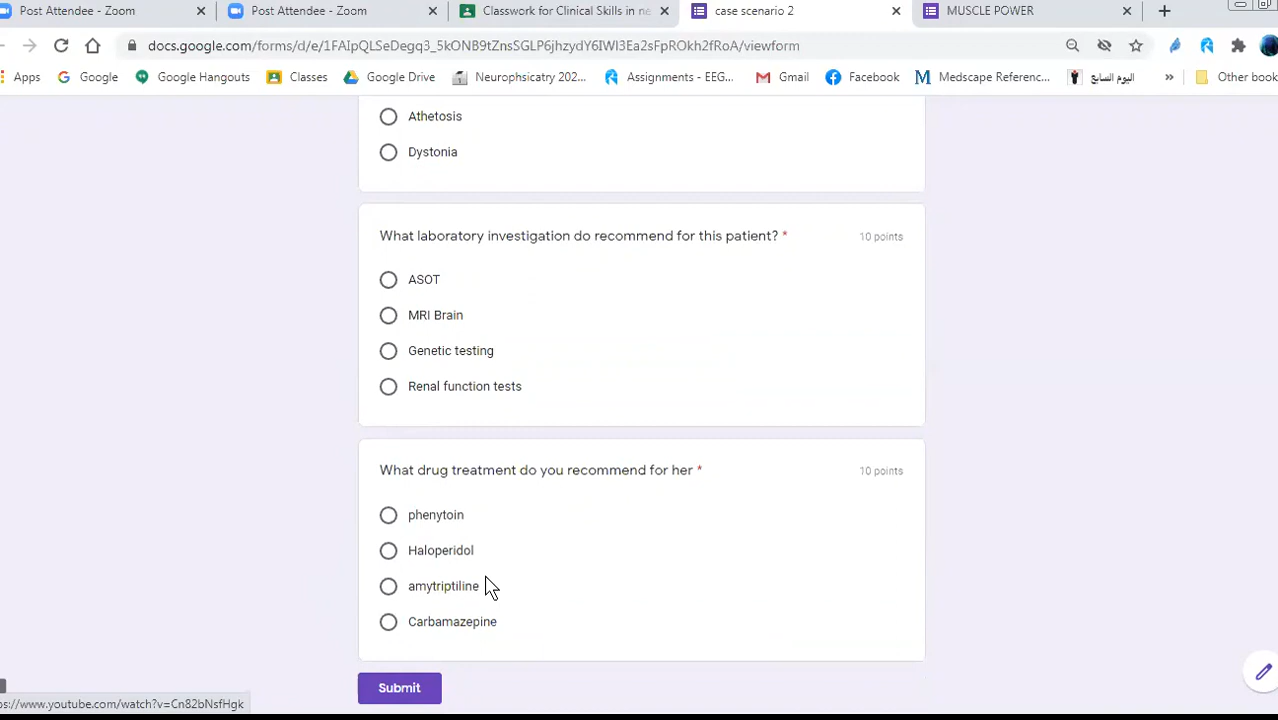 Post Attendee - Zoom
Post Attendee - Zoom
Classwork for Clinical Skills in ne
case scenario 2
MUSCLE POWER
docs.google.com/forms/d/e/1FAIpQLSeDegq3_5kONB9tZnsSGLP6jhzydY6IWI3Ea2sFpROkh2fRoA/viewform
Apps
Google
Google Hangouts
Classes
Google Drive
Neurophsicatry 202...
Assignments - EEG...
Gmail
Facebook
Medscape Referenc...
اليوم السابع
»
Other book
Athetosis
Dystonia
What laboratory investigation do recommend for this patient? *
10 points
ASOT
MRI Brain
Genetic testing
Renal function tests
What drug treatment do you recommend for her *
10 points
phenytoin
Haloperidol
amytriptiline
Carbamazepine
Submit
ps://www.youtube.com/watch?v=Cn82bNsfHgk